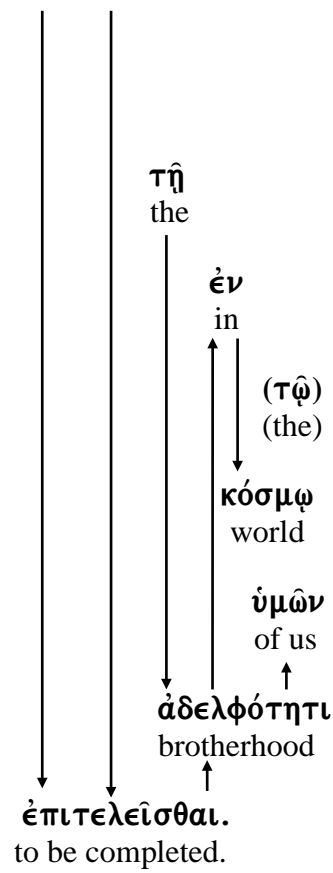 τῇ
the
ἐν
in
(τῷ)
(the)
κόσμῳ
world
ὑμῶν
of us
ἀδελφότητι
brotherhood
ἐπιτελεῖσθαι.
to be completed.